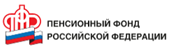 ПЕНСИОННЫЙ ФОНД
РОССИЙСКОЙ ФЕДЕРАЦИИ